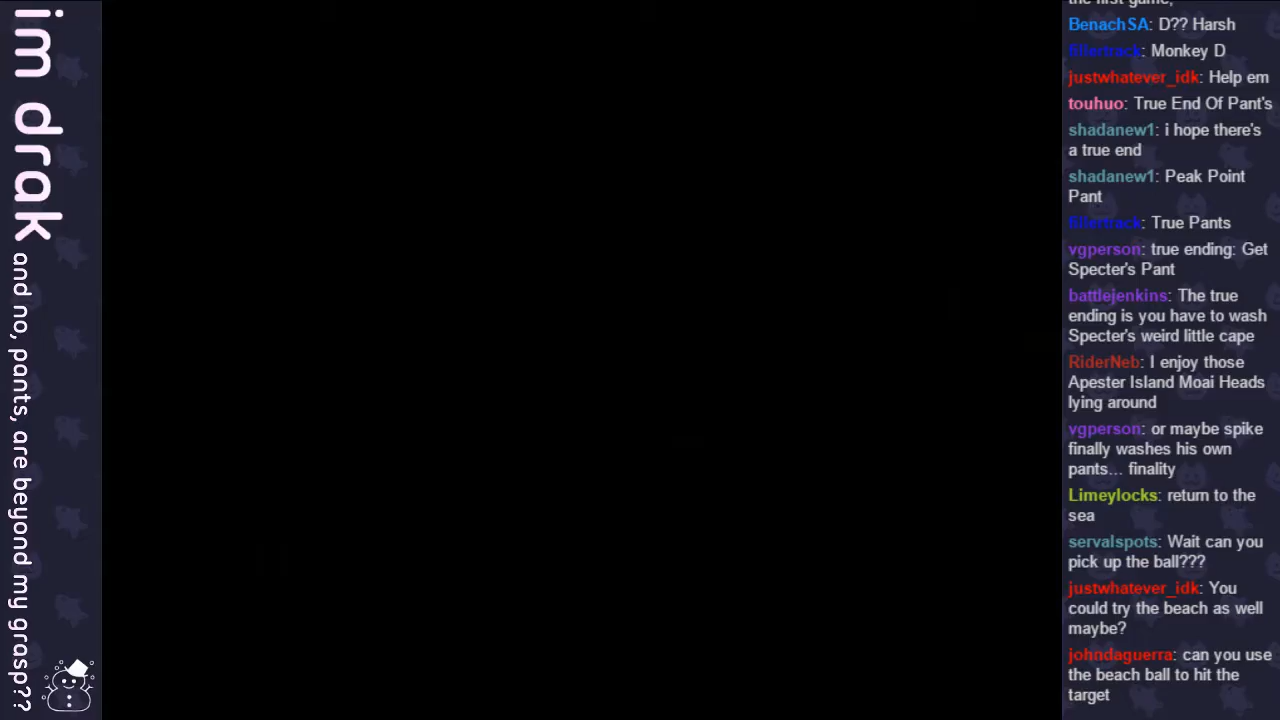 im drak and no, pants, are beyond my grasp??
the first game,
BenachSA: D?? Harsh
fillertrack: Monkey D
justwhatever_idk: Help em
touhuo: True End Of Pant's
shadanew1: i hope there's
a true end
shadanew1: Peak Point
Pant
fillertrack: True Pants
vgperson: true ending: Get
Specter's Pant
battlejenkins: The true
ending is you have to wash
Specter's weird little cape
RiderNeb: I enjoy those
Apester Island Moai Heads
lying around
vgperson: or maybe spike
finally washes his own
pants... finality
Limeylocks: return to the
sea
servalspots: Wait can you
pick up the ball???
justwhatever_idk: You
could try the beach as well
maybe?
johndaguerra: can you use
the beach ball to hit the
target